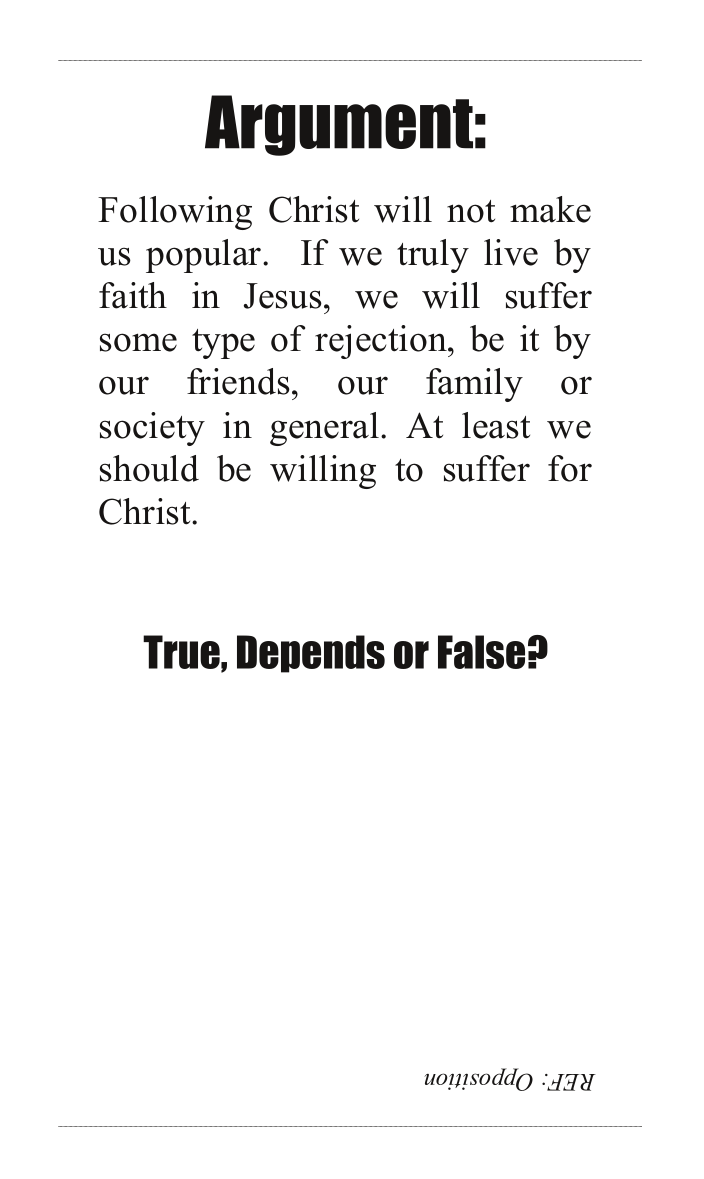 Argument:
Following Christ will not make
us popular.  If we truly live by
faith in Jesus, we will suffer
some type of rejection, be it by
our friends, our family or
society in general. At least we
should be willing to suffer for
Christ.
True, Depends or False?
REF: Opposition